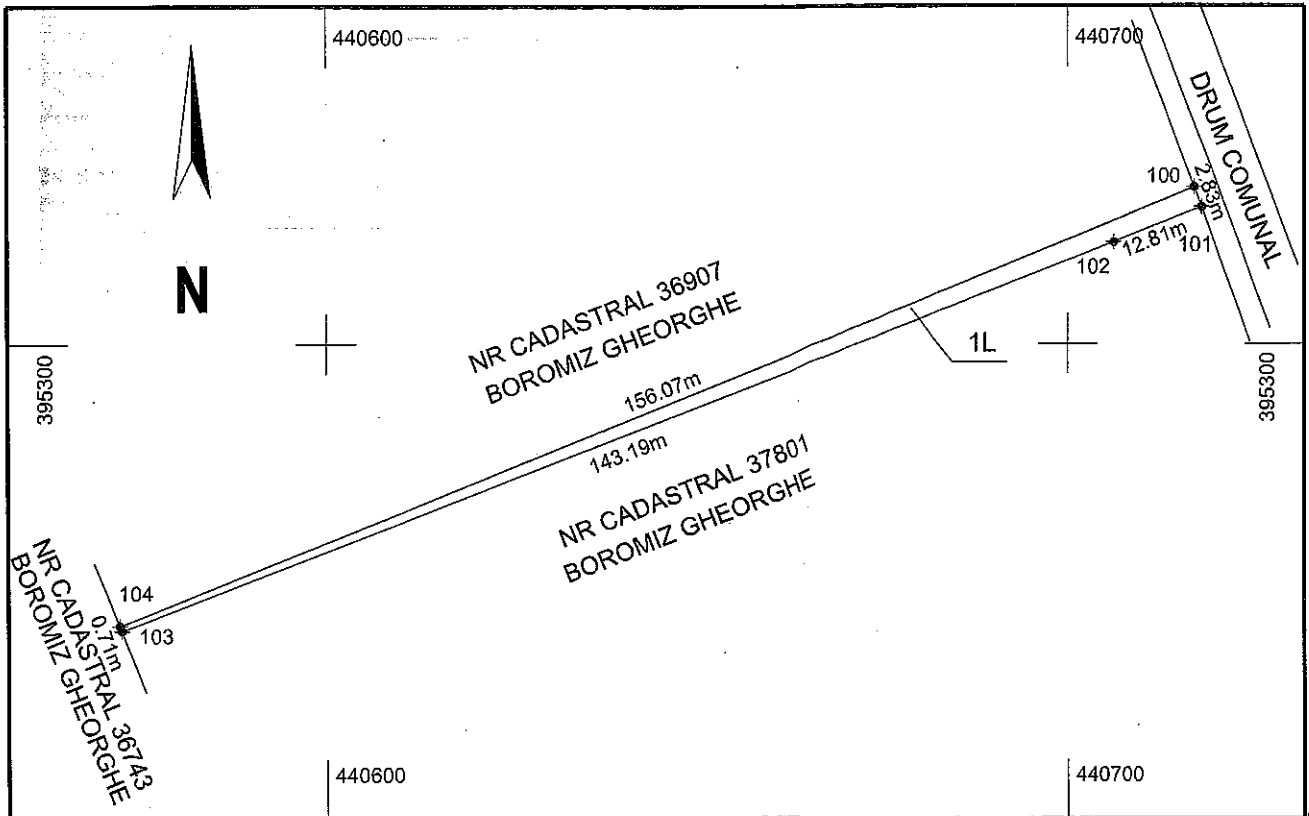 440600
440700
DRUM COMUNAL
100
2.83m
101
12.81m
102
N
NR CADASTRAL 36907
BOROMIZ GHEORGHE
1L
395300
395300
156.07m
143.19m
NR CADASTRAL 37801
BOROMIZ GHEORGHE
104
103
0.71m
NR CADASTRAL 36743
BOROMIZ GHEORGHE
440600
440700